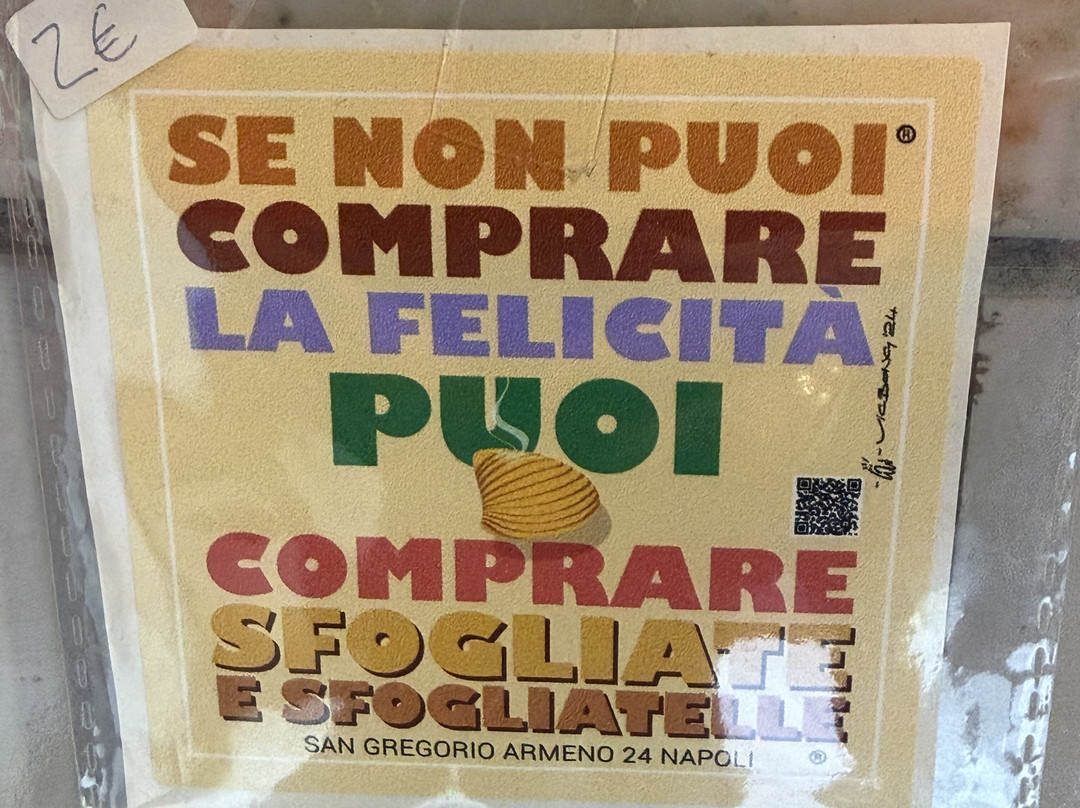 2€
SE NON PUOI®
COMPRARE
LA FELICITÀ
PUOI
COMPRARE
SFOGLIATE
E SFOGLIATELLE
SAN GREGORIO ARMENO 24 NAPOLI ®